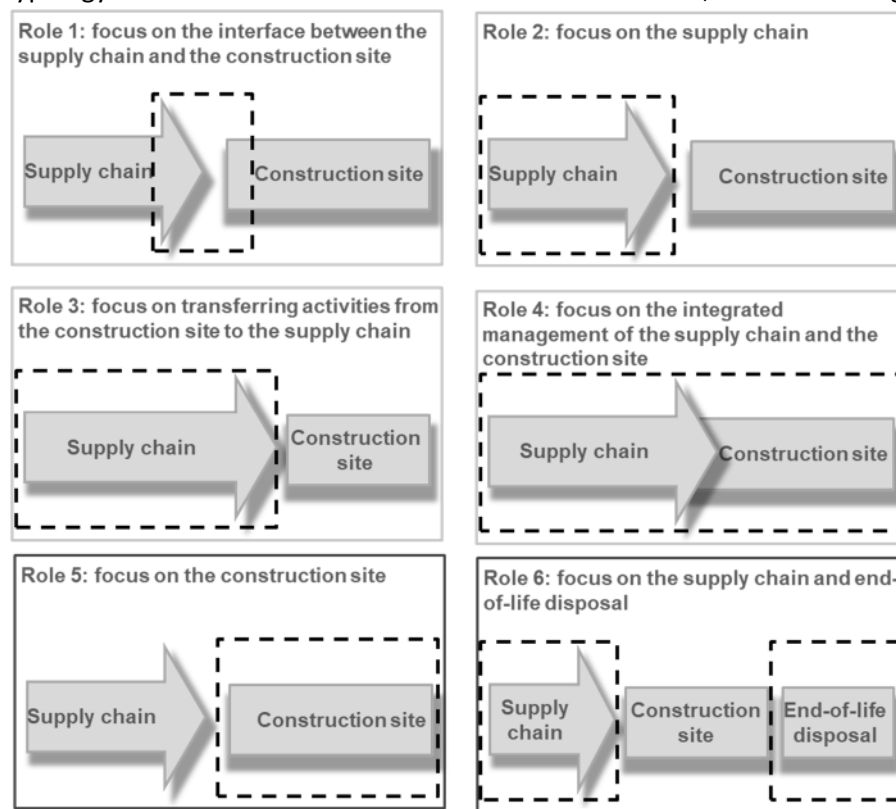 Role 1: focus on the interface between the
supply chain and the construction site
Supply chain
Construction site
Role 2: focus on the supply chain
Supply chain
Construction site
Role 3: focus on transferring activities from
the construction site to the supply chain
Supply chain
Construction
site
Role 4: focus on the integrated
management of the supply chain and the
construction site
Supply chain
Construction site
Role 5: focus on the construction site
Supply chain
Construction site
Role 6: focus on the supply chain and end-
of-life disposal
Supply
chain
Construction
site
End-of-life
disposal